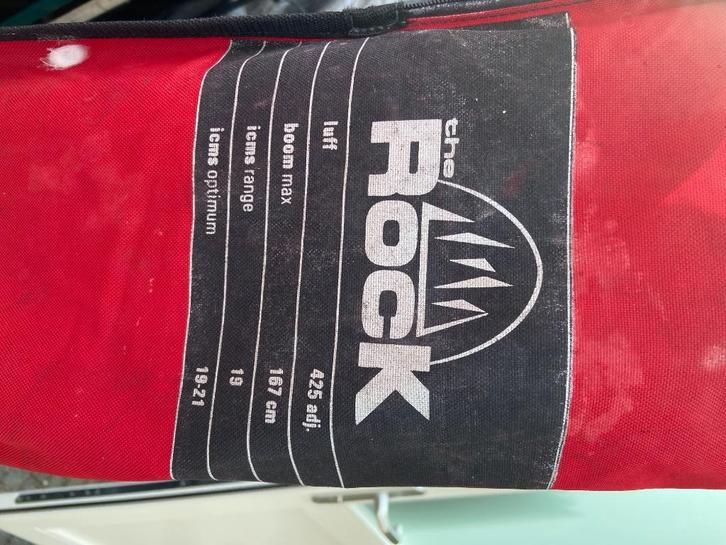 the
ROCK
luff 425 adj.
boom max 167 cm
icms range 19
icms optimum 19-21